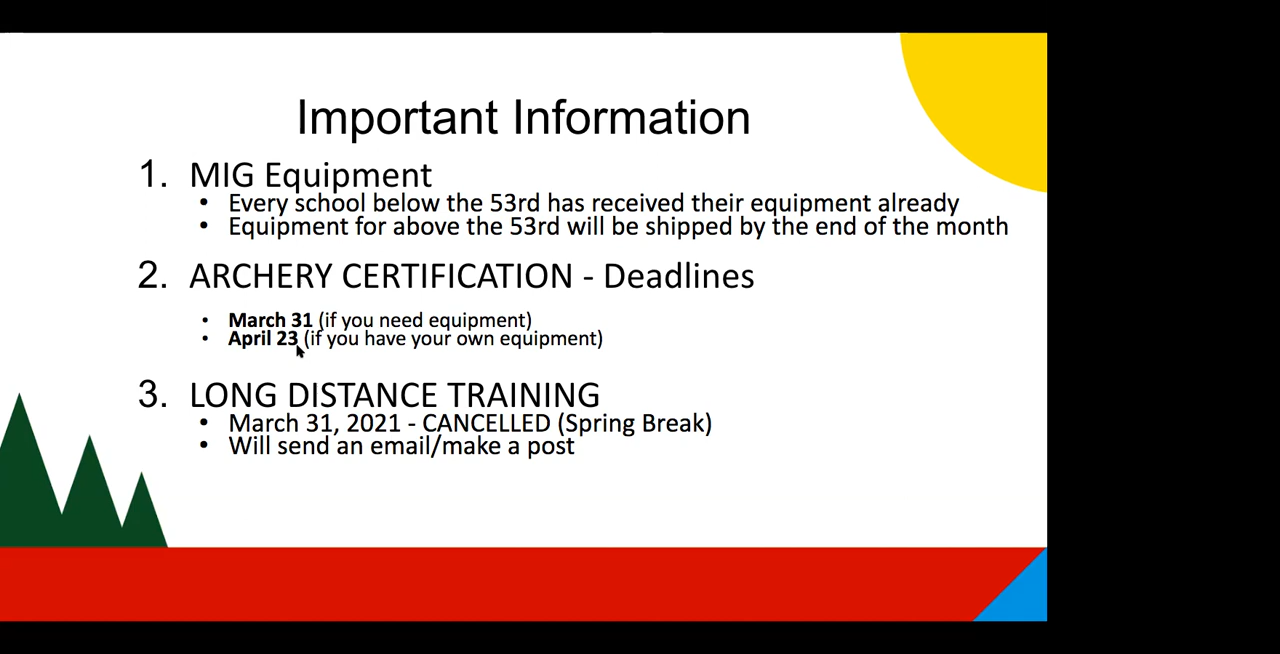 Important Information
1. MIG Equipment
• Every school below the 53rd has received their equipment already
• Equipment for above the 53rd will be shipped by the end of the month
2. ARCHERY CERTIFICATION - Deadlines
• March 31 (if you need equipment)
• April 23 (if you have your own equipment)
3. LONG DISTANCE TRAINING
• March 31, 2021 - CANCELLED (Spring Break)
• Will send an email/make a post